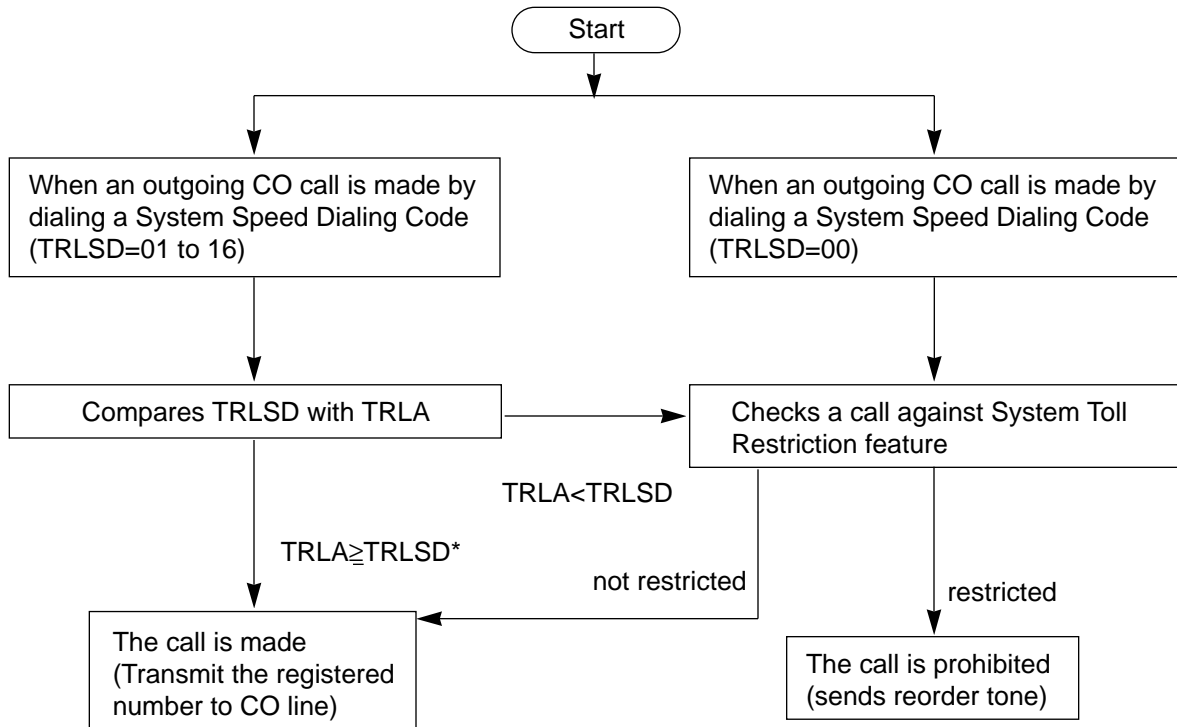 Start
When an outgoing CO call is made by
dialing a System Speed Dialing Code
(TRLSD=01 to 16)
When an outgoing CO call is made by
dialing a System Speed Dialing Code
(TRLSD=00)
Compares TRLSD with TRLA
Checks a call against System Toll
Restriction feature
TRLA<TRLSD
TRLA≧TRLSD*
not restricted
restricted
The call is made
(Transmit the registered
number to CO line)
The call is prohibited
(sends reorder tone)